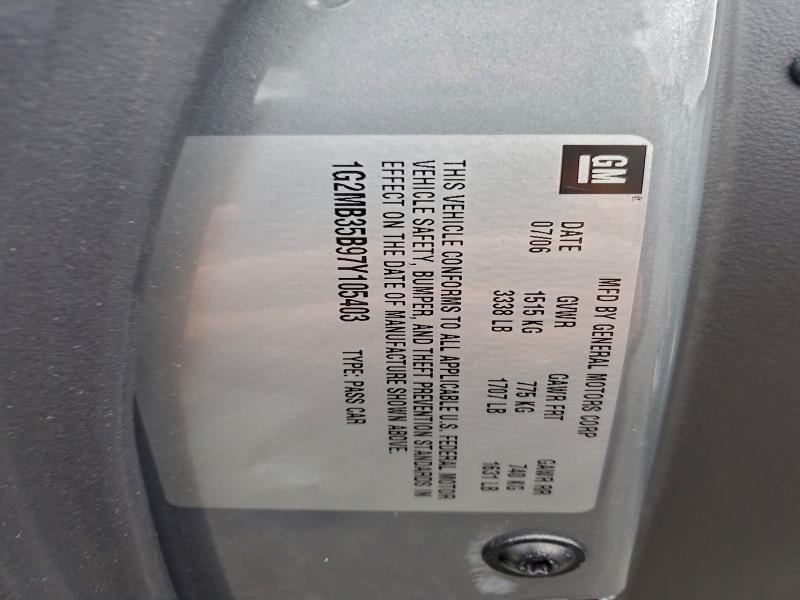 GM
MFD BY GENERAL MOTORS CORP
DATE GVWR GAWR FRT GAWR RR
07/06 1515 KG 775 KG 740 KG
3338 LB 1707 LB 1631 LB
THIS VEHICLE CONFORMS TO ALL APPLICABLE U.S. FEDERAL MOTOR
VEHICLE SAFETY, BUMPER, AND THEFT PREVENTION STANDARDS IN
EFFECT ON THE DATE OF MANUFACTURE SHOWN ABOVE.
1G2MB35B97Y105403 TYPE: PASS CAR